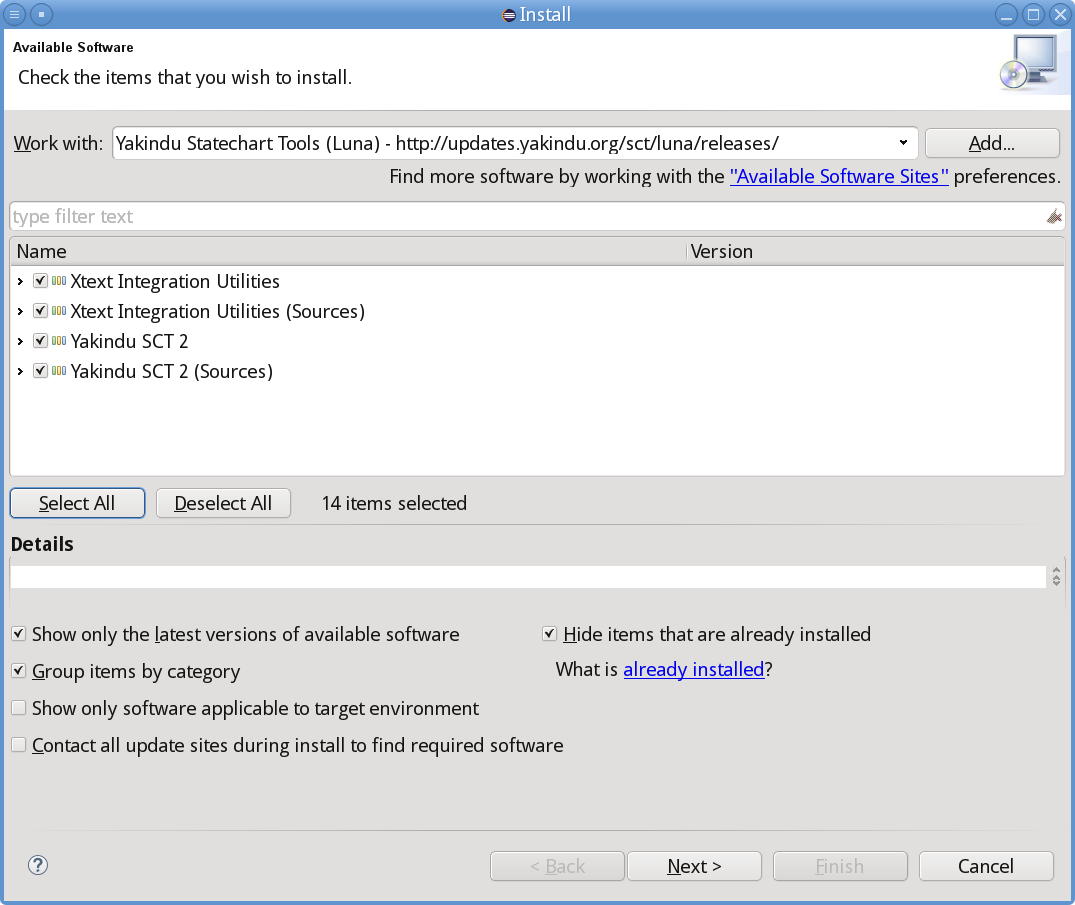 Install
Available Software
Check the items that you wish to install.
Work with: Yakindu Statechart Tools (Luna) - http://updates.yakindu.org/sct/luna/releases/ Add...
Find more software by working with the "Available Software Sites" preferences.
type filter text
Name Version
Xtext Integration Utilities
Xtext Integration Utilities (Sources)
Yakindu SCT 2
Yakindu SCT 2 (Sources)
Select All Deselect All 14 items selected
Details
Show only the latest versions of available software Hide items that are already installed
Group items by category What is already installed?
Show only software applicable to target environment
Contact all update sites during install to find required software
? < Back Next > Finish Cancel